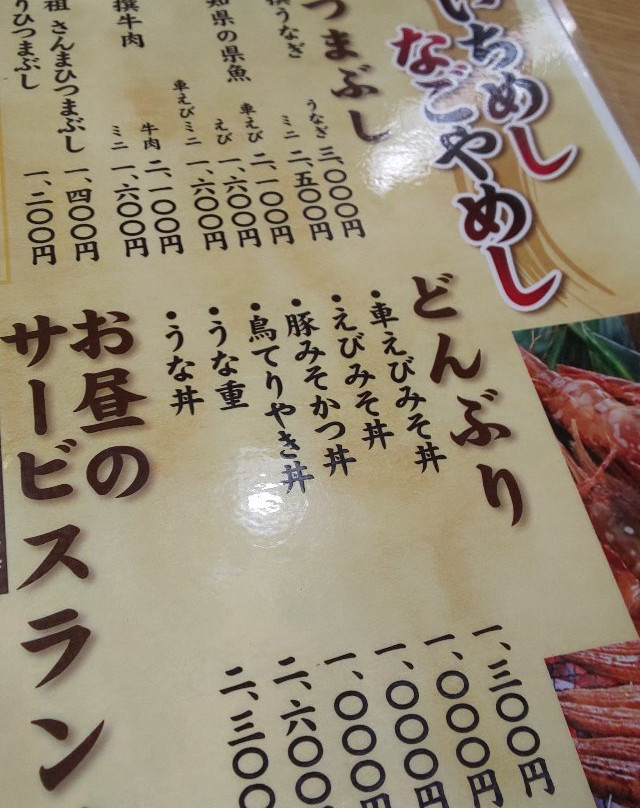 いちめし
なごやめし
つまぶし
撰うなぎ
うなぎ 三、〇〇〇円
ミニ 二、五〇〇円
知県の県魚
車えび 二、一〇〇円
えび 一、六〇〇円
車えびミニ 一、六〇〇円
撰牛肉
牛肉 二、一〇〇円
ミニ 一、六〇〇円
祖 さんまひつまぶし 一、四〇〇円
りひつまぶし 一、二〇〇円
どんぶり
・車えびみそ丼 一、三〇〇円
・えびみそ丼 一、〇〇〇円
・豚みそかつ丼 一、〇〇〇円
・鳥てりやき丼 一、〇〇〇円
・うな重 二、六〇〇
・うな丼 二、三〇〇
お昼の
サービスラン